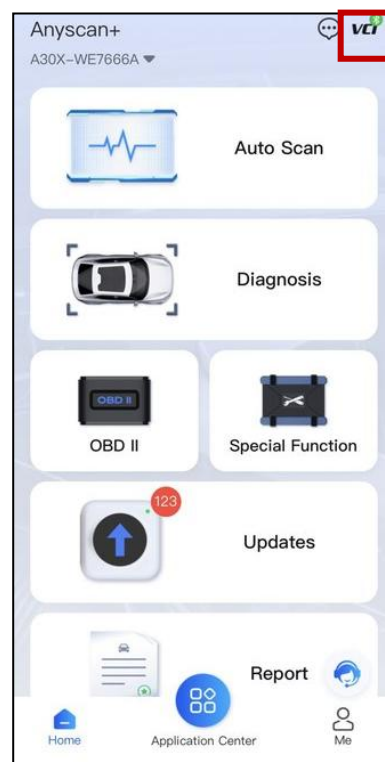 Anyscan+
VCI
A30X-WE7666A
Auto Scan
Diagnosis
OBD II
OBD II
Special Function
123
Updates
Report
Home
Application Center
Me